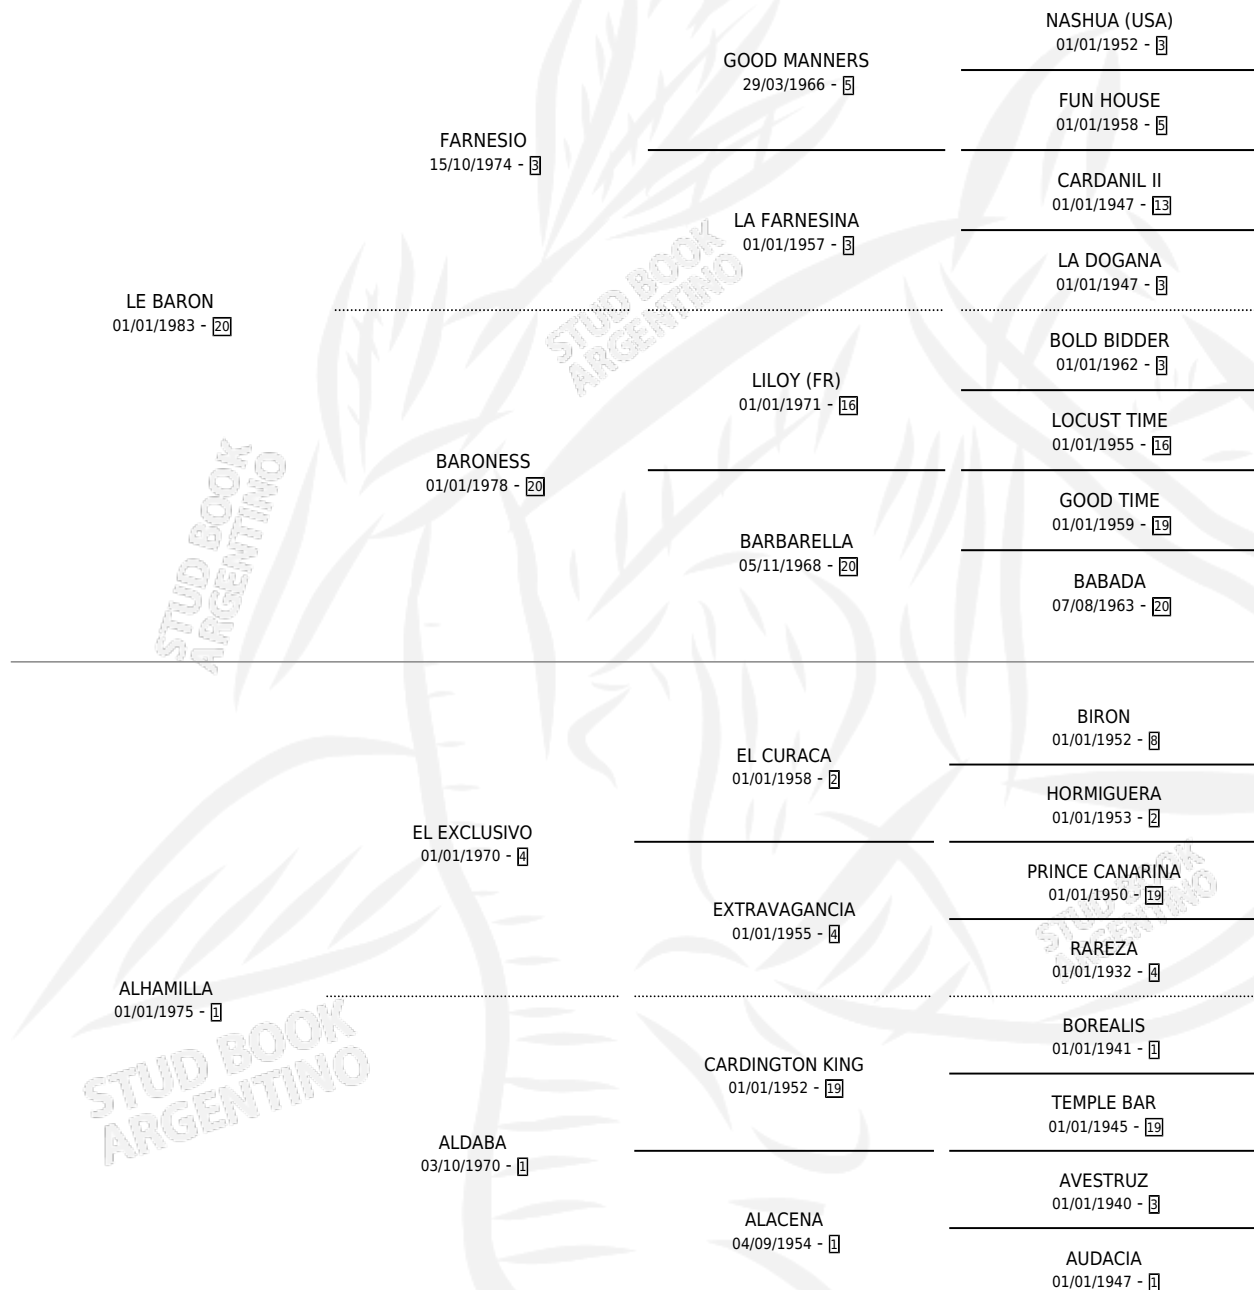 NASHUA (USA)
01/01/1952 - 3
GOOD MANNERS
29/03/1966 - 5
FUN HOUSE
01/01/1958 - 5
FARNESIO
15/10/1974 - 3
CARDANIL II
01/01/1947 - 13
LA FARNESINA
01/01/1957 - 3
LA DOGANA
01/01/1947 - 3
LE BARON
01/01/1983 - 20
BOLD BIDDER
01/01/1962 - 3
LILOY (FR)
01/01/1971 - 16
LOCUST TIME
01/01/1955 - 16
BARONESS
01/01/1978 - 20
GOOD TIME
01/01/1959 - 19
BARBARELLA
05/11/1968 - 20
BABADA
07/08/1963 - 20
BIRON
01/01/1952 - 8
EL CURACA
01/01/1958 - 2
HORMIGUERA
01/01/1953 - 2
EL EXCLUSIVO
01/01/1970 - 4
PRINCE CANARINA
01/01/1950 - 19
EXTRAVAGANCIA
01/01/1955 - 4
RAREZA
01/01/1932 - 4
ALHAMILLA
01/01/1975 - 1
BOREALIS
01/01/1941 - 1
CARDINGTON KING
01/01/1952 - 19
TEMPLE BAR
01/01/1945 - 19
ALDABA
03/10/1970 - 1
AVESTRUZ
01/01/1940 - 3
ALACENA
04/09/1954 - 1
AUDACIA
01/01/1947 - 1
STUD BOOK
ARGENTINO
STUD BOOK
ARGENTINO
STUD BOOK
ARGENTINO
STUD BOOK
ARGENTINO